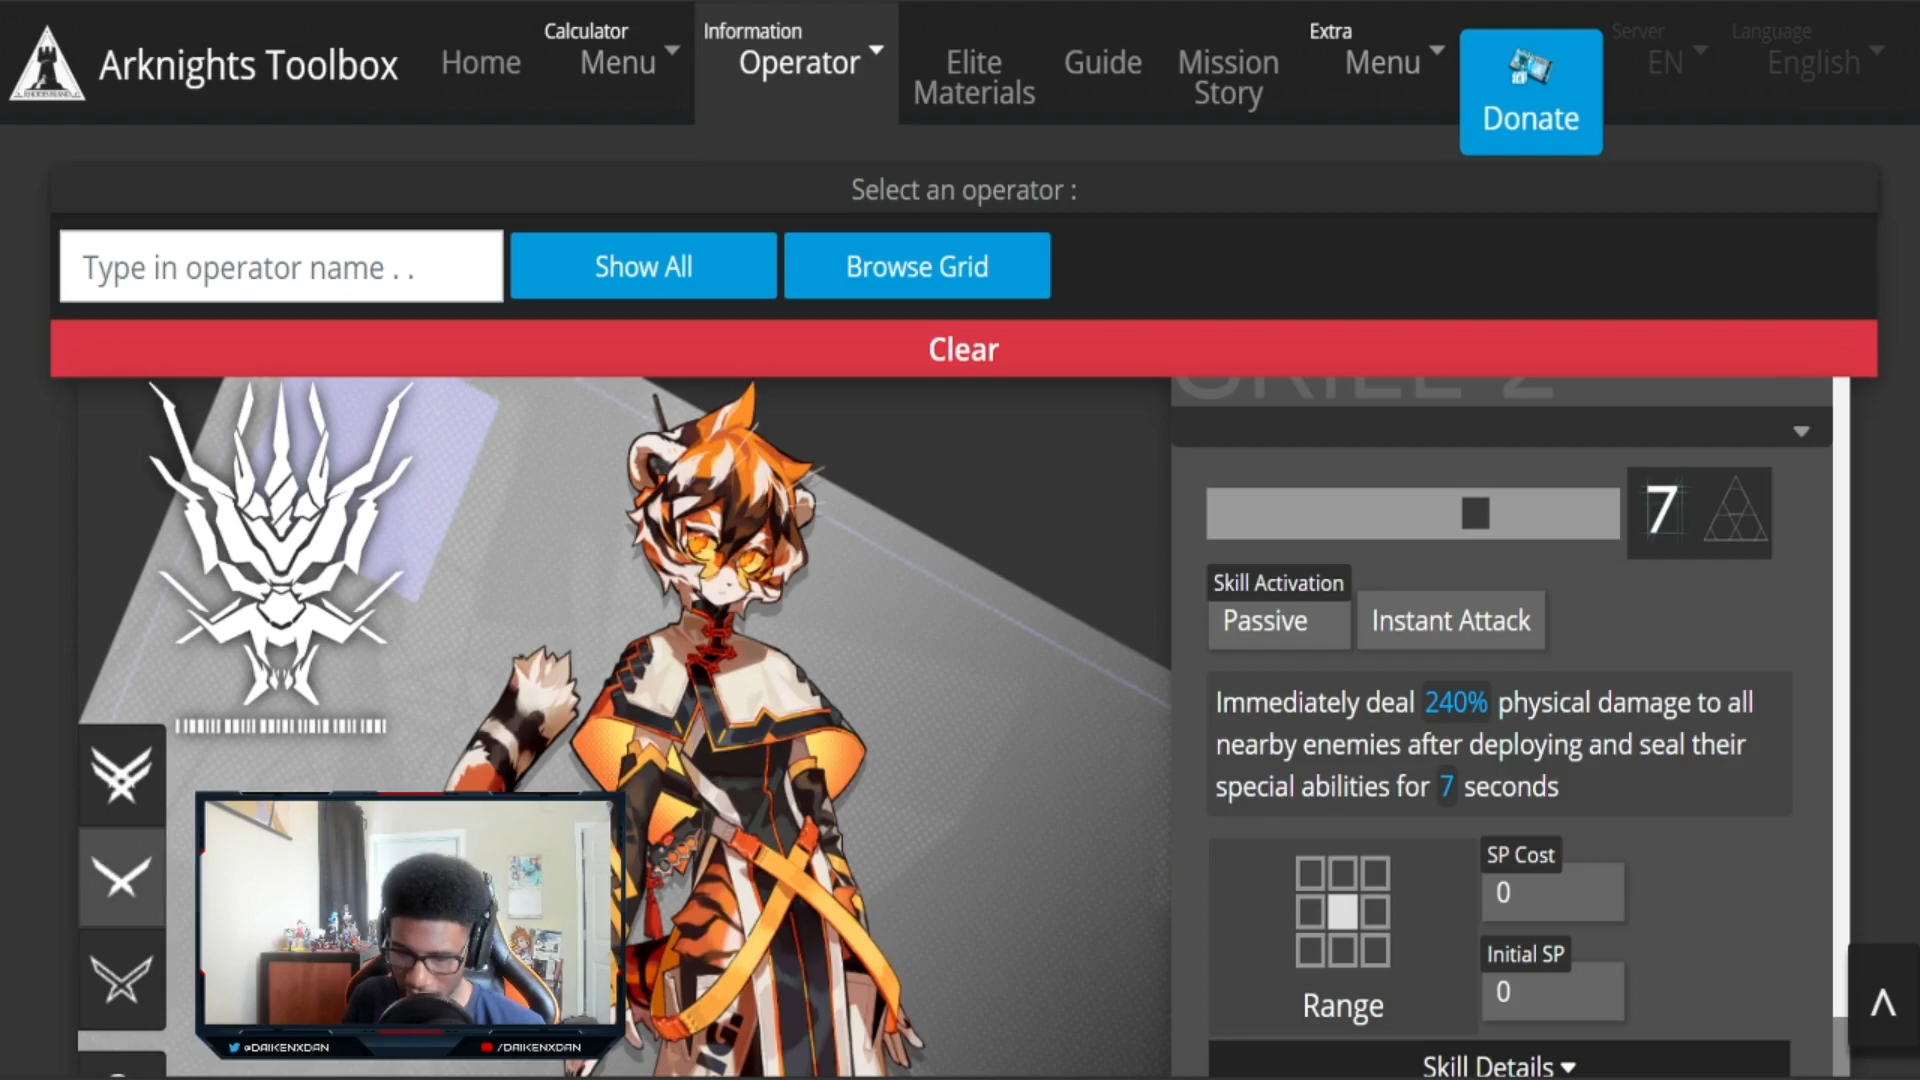 Arknights Toolbox
Home
Calculator
Menu
Information
Operator
Elite
Materials
Guide
Mission
Story
Extra
Menu
Donate
Server
EN
Language
English
Select an operator :
Type in operator name . .
Show All
Browse Grid
Clear
SKILL 2
7
Skill Activation
Passive
Instant Attack
Immediately deal 240% physical damage to all
nearby enemies after deploying and seal their
special abilities for 7 seconds
SP Cost
0
Initial SP
0
Range
Skill Details
@DAIKENXDAN
/DAIKENXDAN